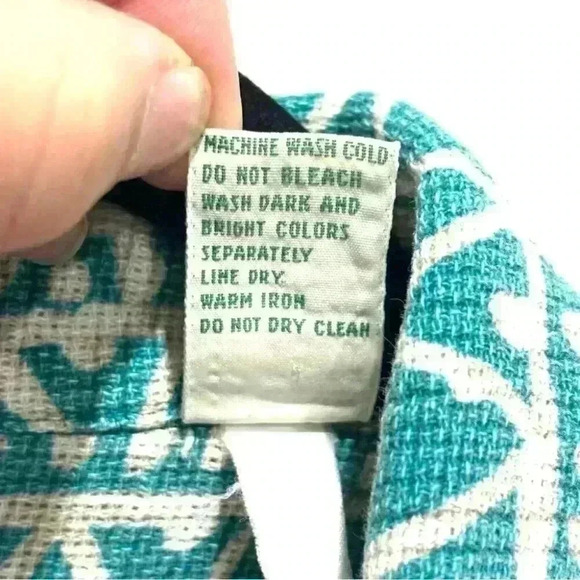 MACHINE WASH COLD
DO NOT BLEACH
WASH DARK AND
BRIGHT COLORS
SEPARATELY
LINE DRY.
WARM IRON
DO NOT DRY CLEAN